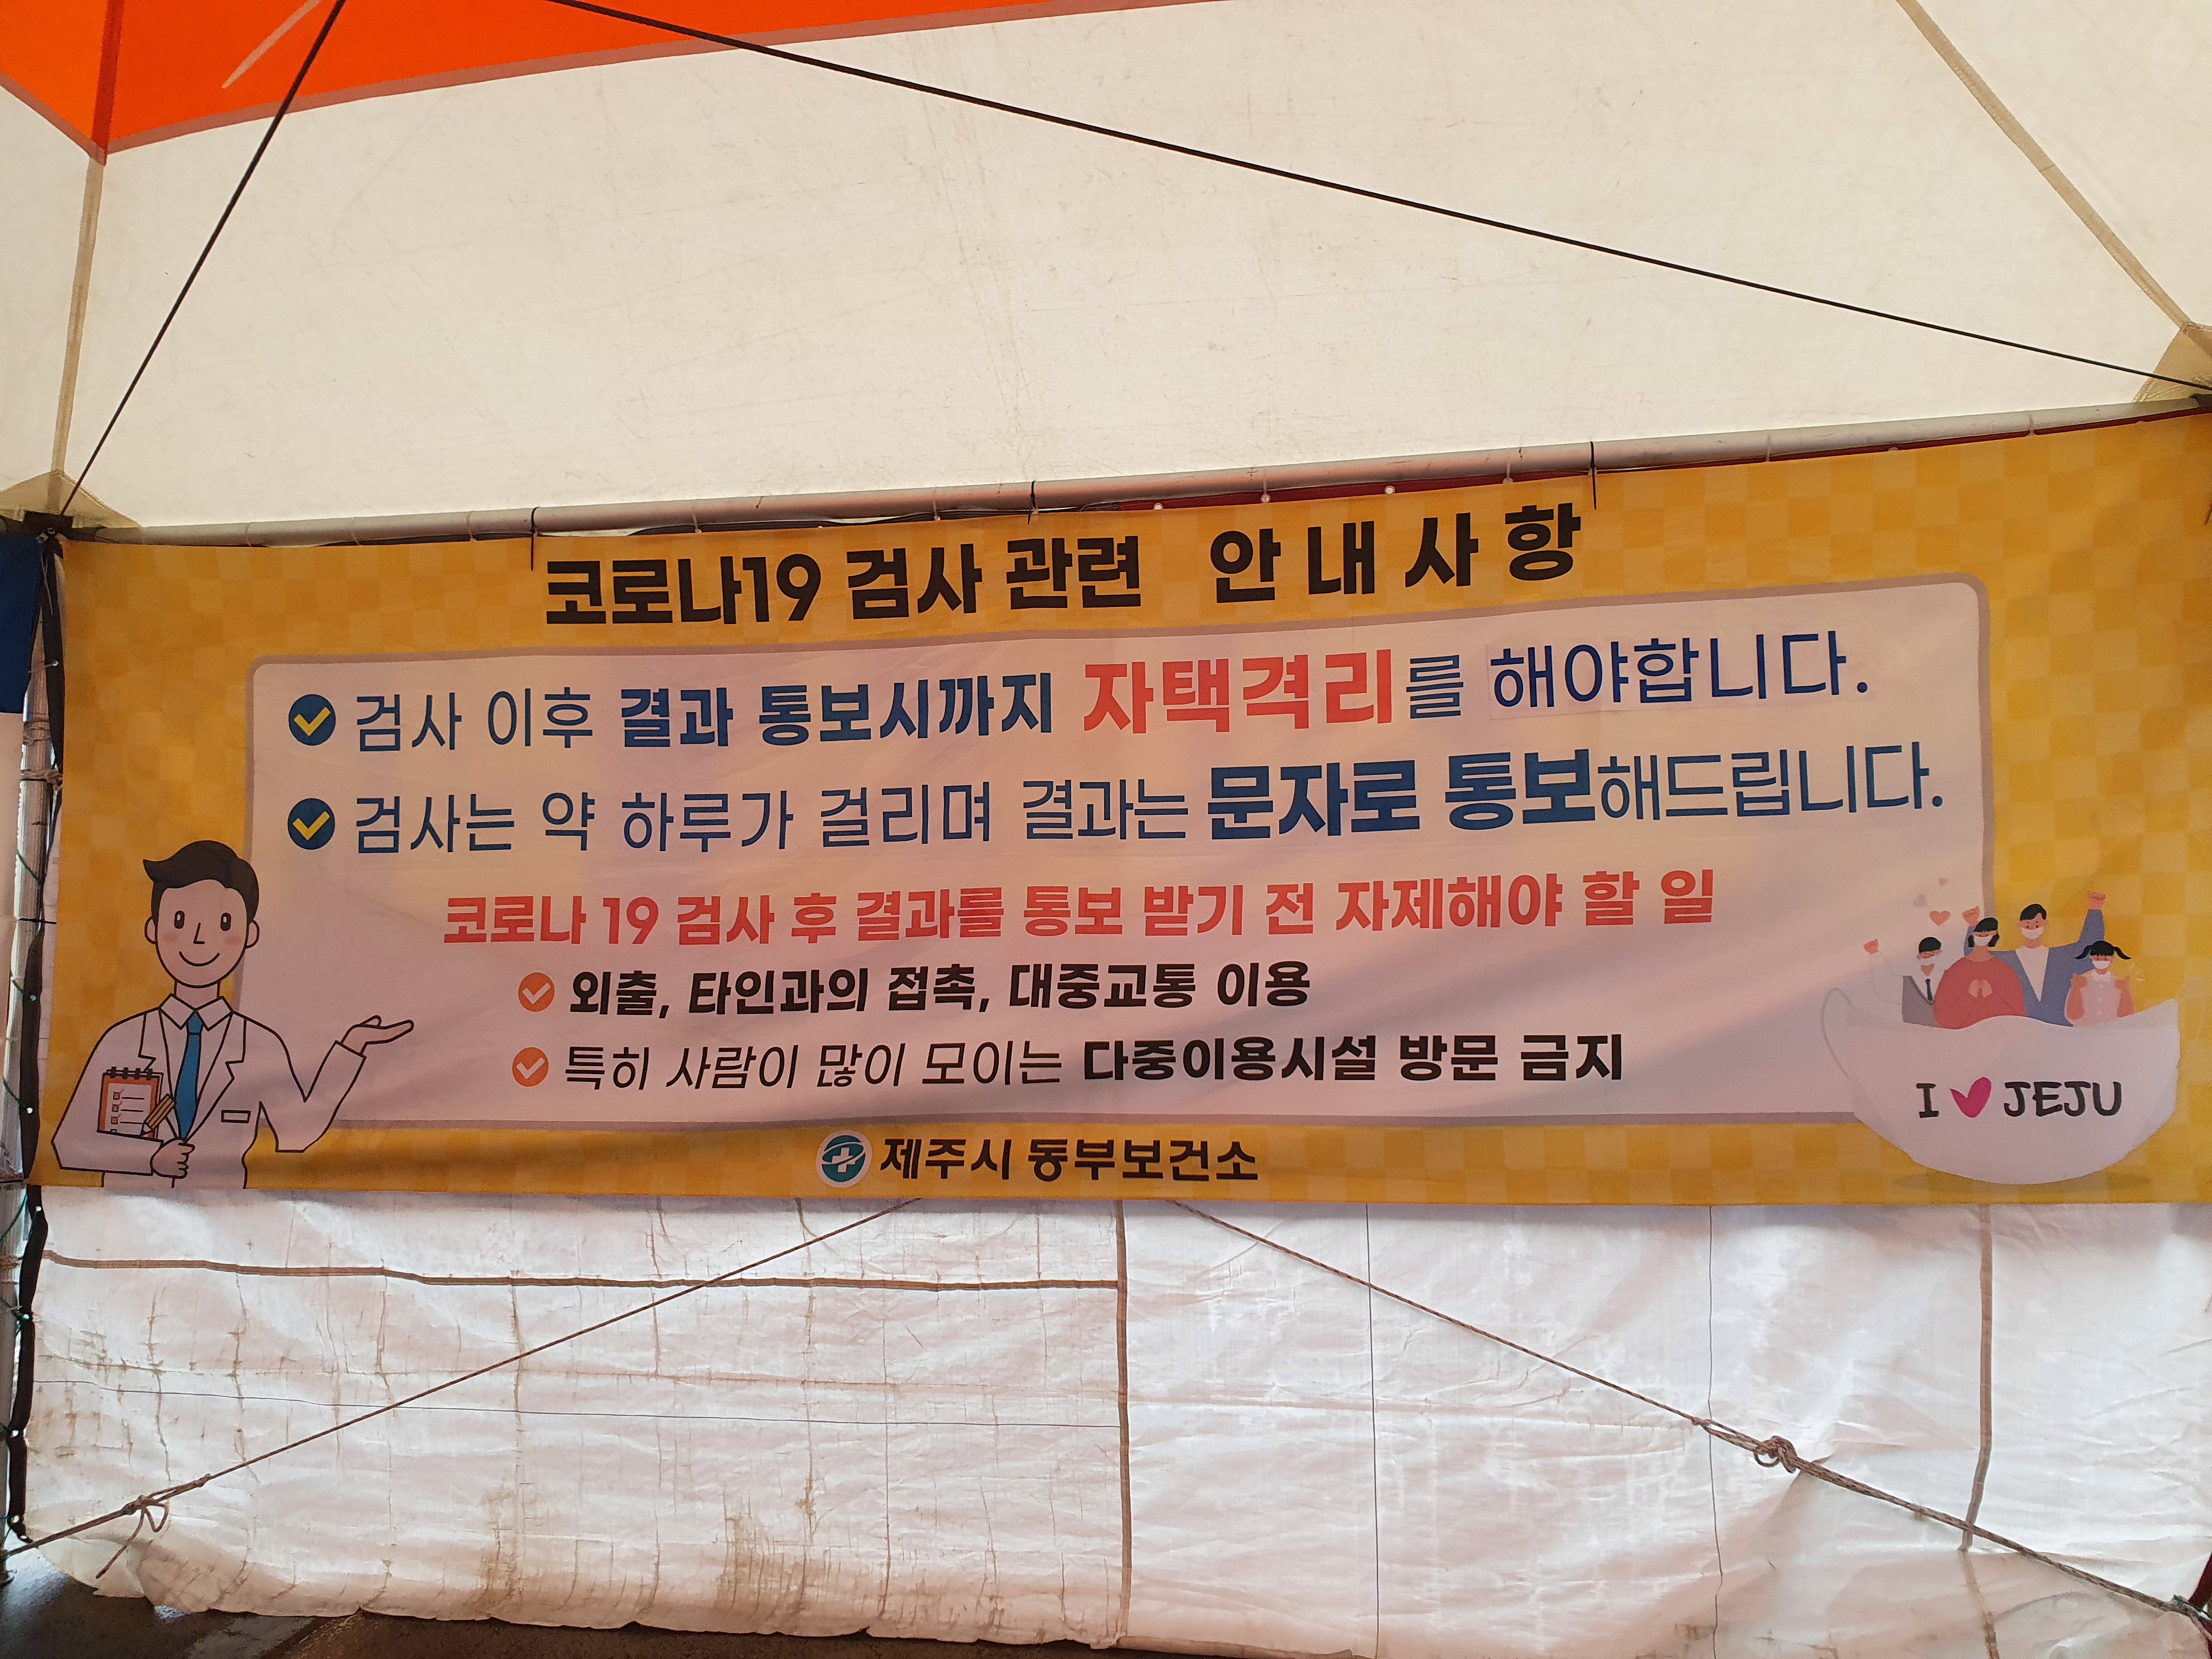 코로나19 검사 관련 안내사항
검사 이후 결과 통보시까지 자택격리를 해야합니다.
검사는 약 하루가 걸리며 결과는 문자로 통보해드립니다.
코로나 19 검사 후 결과를 통보 받기 전 자제해야 할 일
외출, 타인과의 접촉, 대중교통 이용
특히 사람이 많이 모이는 다중이용시설 방문 금지
I JEJU
제주시 동부보건소